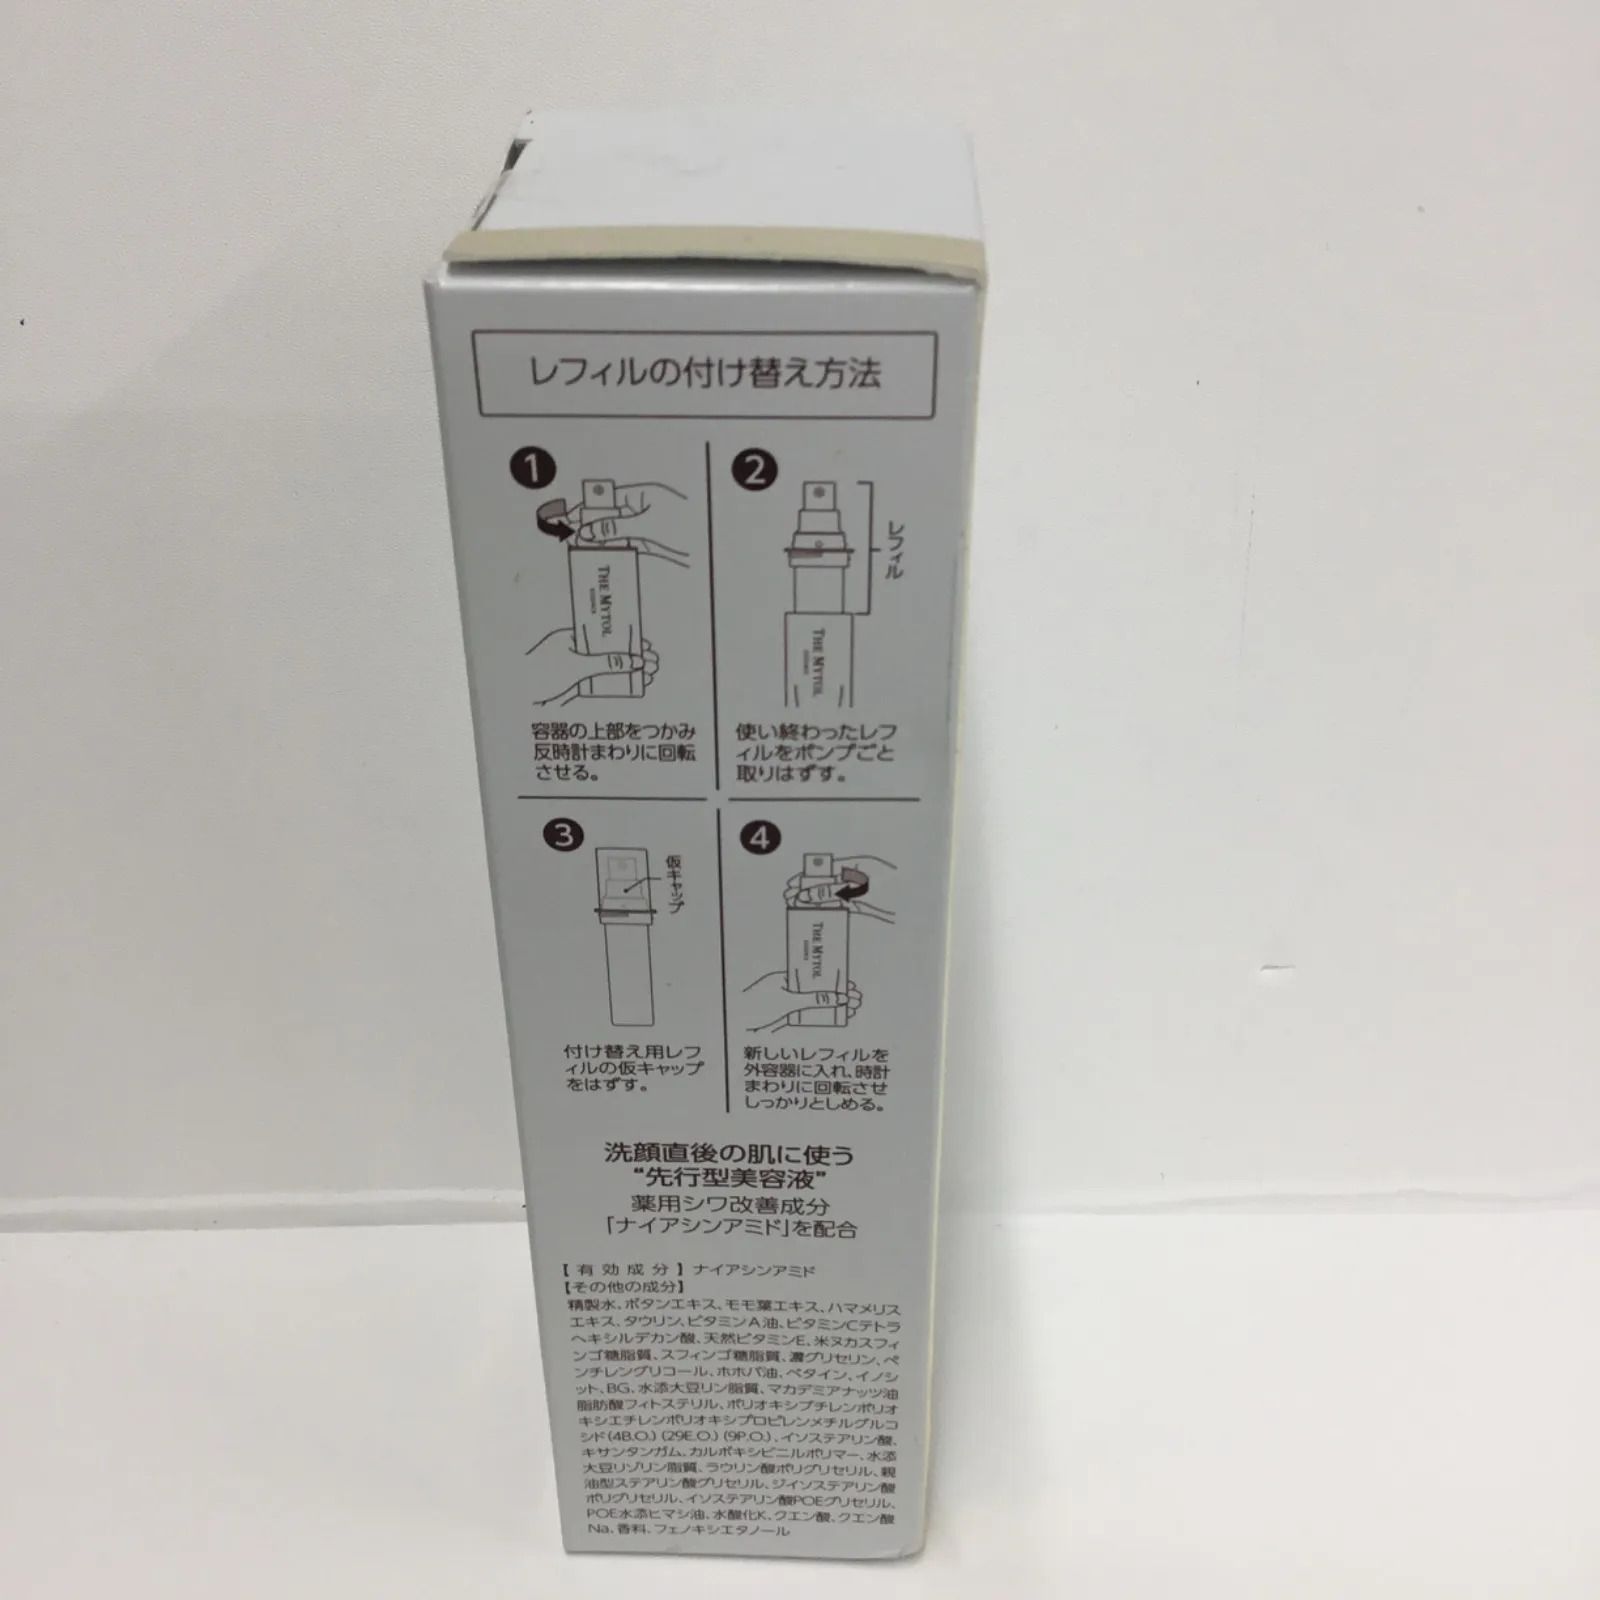 レフィルの付け替え方法
1
THE MYTOL
容器の上部をつかみ
反時計まわりに回転
させる。
2
レフィル
THE MYTOL
使い終わったレフ
ィルをポンプごと
取りはずす。
3
仮キャップ
付け替え用レフ
ィルの仮キャップ
をはずす。
4
THE MYTOL
新しいレフィルを
外容器に入れ、時計
まわりに回転させ
しっかりとしめる。
洗顔直後の肌に使う
“先行型美容液”
薬用シワ改善成分
「ナイアシンアミド」を配合
【有効成分】ナイアシンアミド
【その他の成分】
精製水、ボタンエキス、モモ葉エキス、ハマメリス
エキス、タウリン、ビタミンA油、ビタミンCテトラ
ヘキシルデカン酸、天然ビタミンE、米ヌカスフィ
ンゴ糖脂質、スフィンゴ糖脂質、濃グリセリン、ペ
ンチレングリコール、ホホバ油、ベタイン、イノシ
ット、BG、水添大豆リン脂質、マカデミアナッツ油
脂肪酸フィトステリル、ポリオキシブチレンポリオ
キシエチレンポリオキシプロピレンメチルグルコ
シド(4B.O.) (29E.O.) (9P.O.)、イソステアリン酸、
キサンタンガム、カルボキシビニルポリマー、水添
大豆リゾリン脂質、ラウリン酸ポリグリセリル、親
油型ステアリン酸グリセリル、ジイソステアリン酸
ポリグリセリル、イソステアリン酸POEグリセリル、
POE水添ヒマシ油、水酸化K、クエン酸、クエン酸
Na、香料、フェノキシエタノール